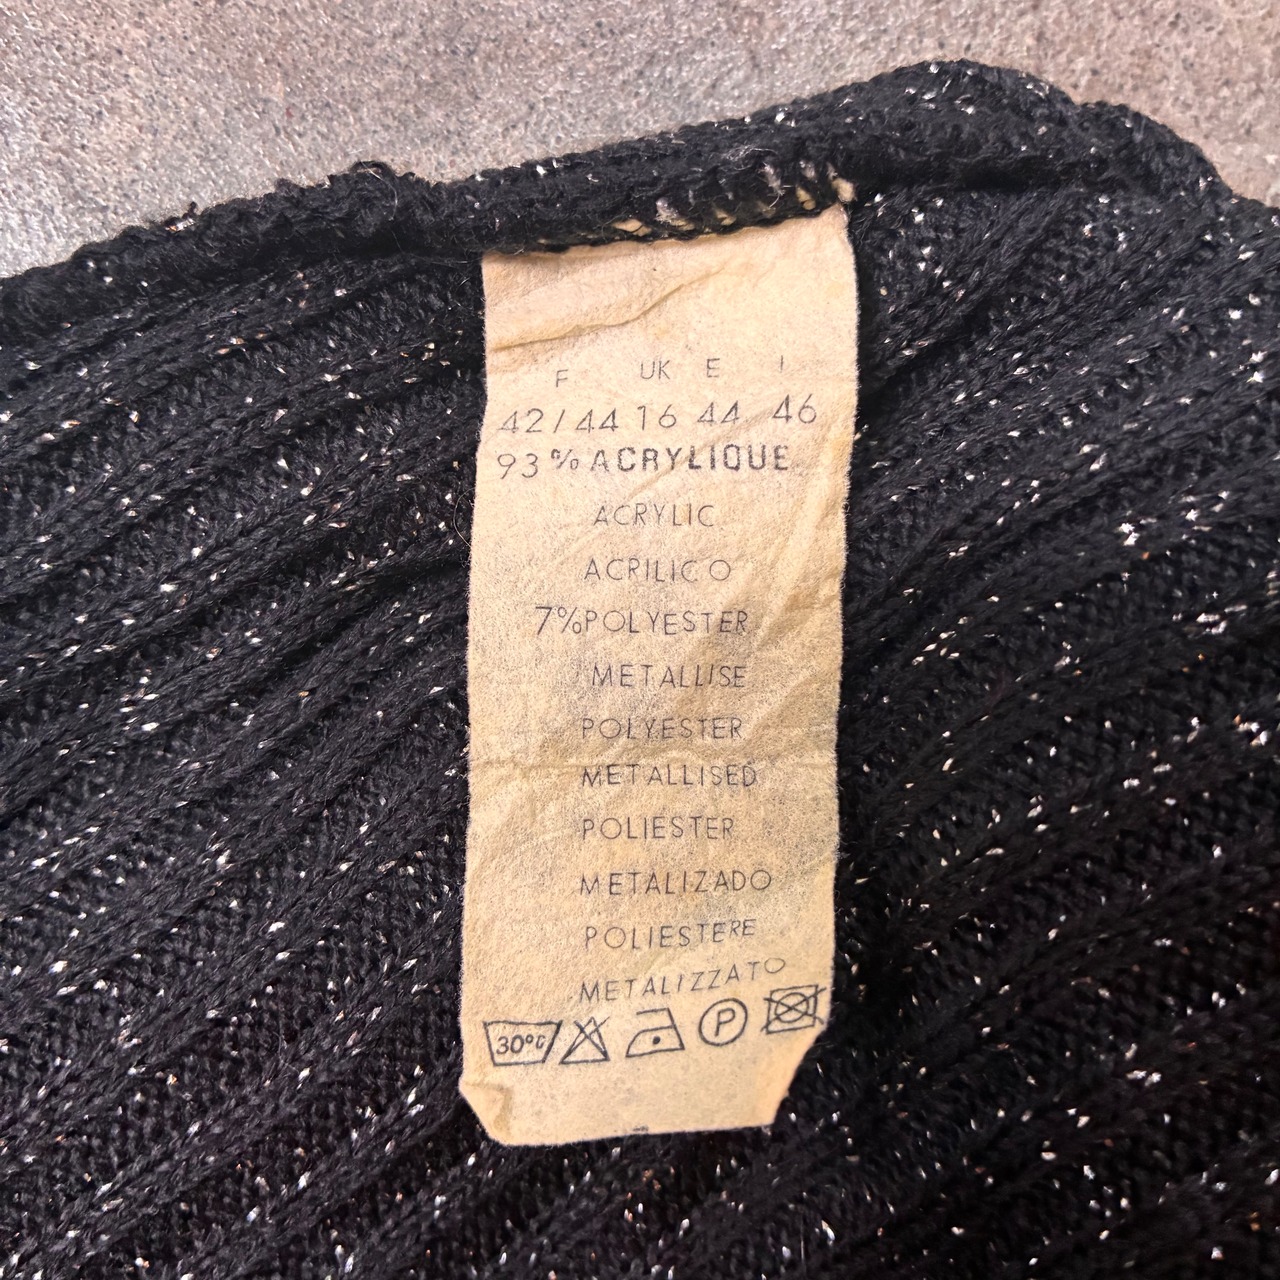 F UK E I
42/44 16 44 46
93% ACRYLIQUE
ACRYLIC
ACRILICO
7% POLYESTER
METALLISE
POLYESTER
METALLISED
POLIESTER
METALIZADO
POLIESTERE
METALIZZATO
30°C P